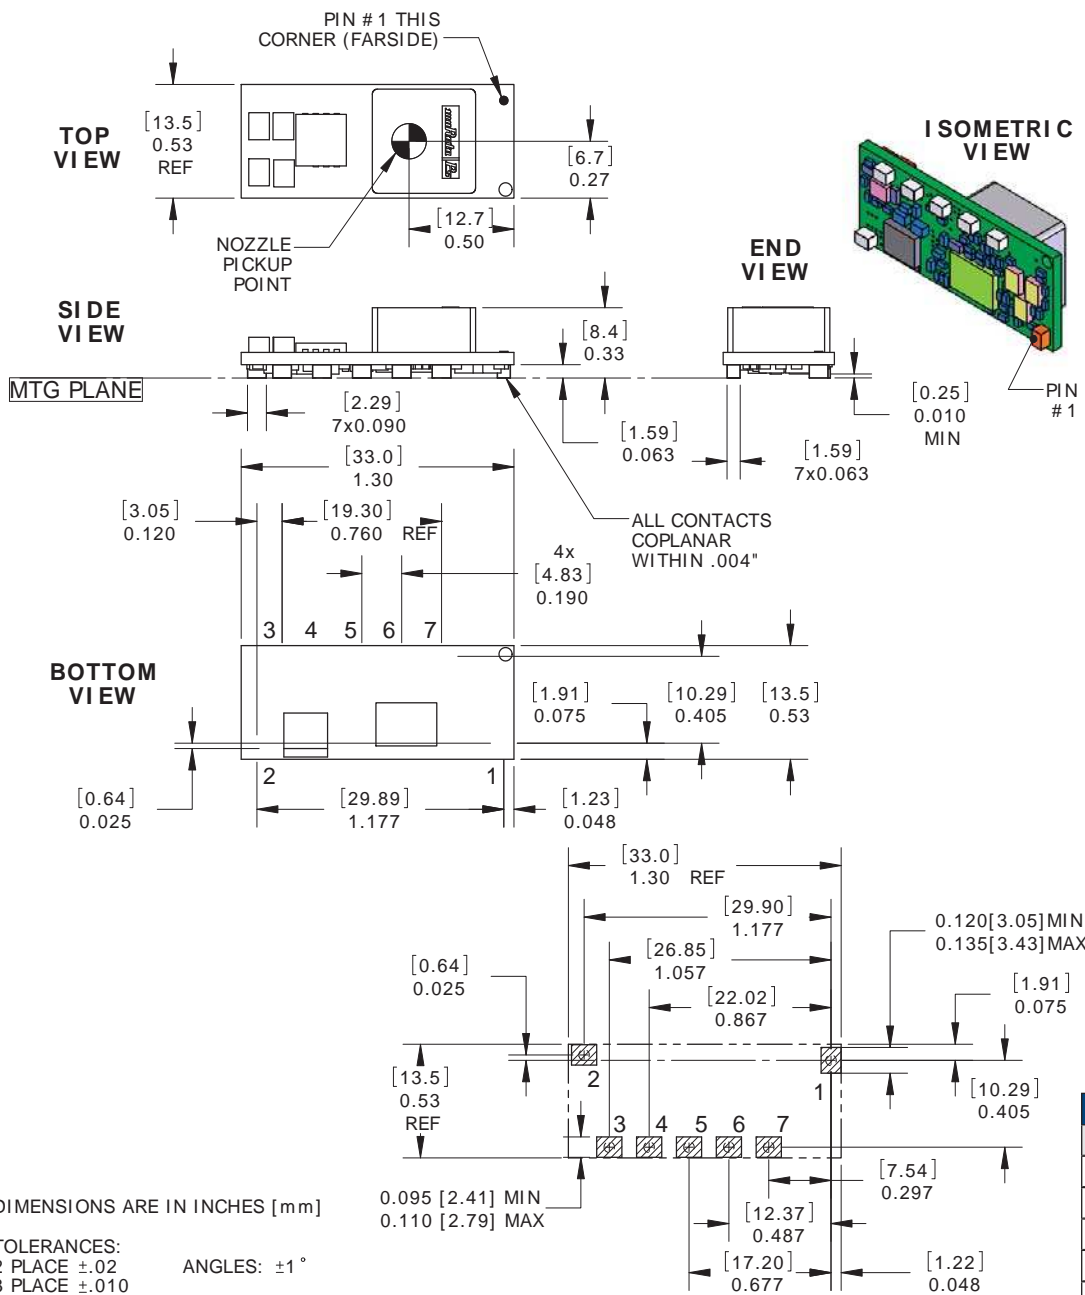 PIN #1 THIS
CORNER (FARSIDE)
TOP
VIEW
[13.5]
0.53
REF
muRata Ps
[6.7]
0.27
[12.7]
0.50
NOZZLE
PICKUP
POINT
ISOMETRIC
VIEW
PIN
#1
SIDE
VIEW
[8.4]
0.33
END
VIEW
MTG PLANE
[2.29]
7x0.090
[1.59]
0.063
[0.25]
0.010
MIN
[1.59]
7x0.063
[33.0]
1.30
[3.05]
0.120
[19.30]
0.760 REF
ALL CONTACTS
COPLANAR
WITHIN .004"
4x
[4.83]
0.190
3 4 5 6 7
BOTTOM
VIEW
[1.91]
0.075
[10.29]
0.405
[13.5]
0.53
2 1
[0.64]
0.025
[29.89]
1.177
[1.23]
0.048
[33.0]
1.30 REF
[29.90]
1.177
0.120[3.05]MIN
0.135[3.43]MAX
[26.85]
1.057
[0.64]
0.025
[22.02]
0.867
[1.91]
0.075
[13.5]
0.53
REF
2 1
[10.29]
0.405
3 4 5 6 7
0.095 [2.41] MIN
0.110 [2.79] MAX
[7.54]
0.297
[12.37]
0.487
[17.20]
0.677
[1.22]
0.048
DIMENSIONS ARE IN INCHES [mm]
TOLERANCES:
2 PLACE ±.02 ANGLES: ±1°
3 PLACE ±.010